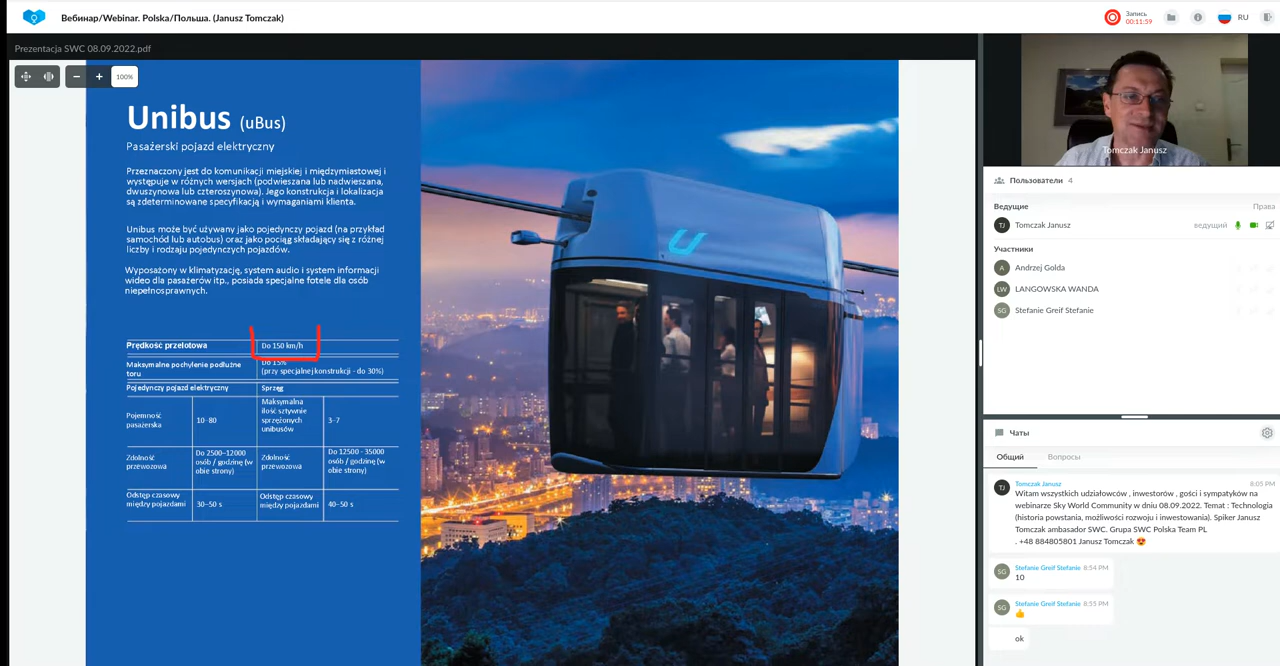 Вебинар/Webinar. Polska/Польша. (Janusz Tomczak)
Запись
00:11:59
RU
Prezentacja SWC 08.09.2022.pdf
100%
Unibus (uBus)
Pasażerski pojazd elektryczny
Przeznaczony jest do komunikacji miejskiej i międzymiastowej i
występuje w różnych wersjach (podwieszana lub nadwieszana,
dwuszynowa lub czteroszynowa). Jego konstrukcja i lokalizacja
są zdeterminowane specyfikacją i wymaganiami klienta.
Unibus może być używany jako pojedynczy pojazd (na przykład
samochód lub autobus) oraz jako pociąg składający się z różnej
liczby i rodzaju pojedynczych pojazdów.
Wyposażony w klimatyzację, system audio i system informacji
wideo dla pasażerów itp., posiada specjalne fotele dla osób
niepełnosprawnych.
Prędkość przelotowa
Do 150 km/h
Maksymalne pochylenie podłużne
toru
Do 15%
(przy specjalnej konstrukcji - do 30%)
Pojedynczy pojazd elektryczny
Sprzęg
Pojemność
pasażerska
10–80
Maksymalna
ilość sztywnie
sprzężonych
unibusów
3–7
Zdolność
przewozowa
Do 2500–12000
osób / godzinę (w
obie strony)
Zdolność
przewozowa
Do 12500 - 35000
osób / godzinę (w
obie strony)
Odstęp czasowy
między pojazdami
30–50 s
Odstęp czasowy
między pojazdami
40–50 s
Tomczak Janusz
Пользователи 4
Ведущие
Права
TJ
Tomczak Janusz
ведущий
Участники
A
Andrzej Golda
LW
LANGOWSKA WANDA
SG
Stefanie Greif Stefanie
Чаты
Общий
Вопросы
TJ
Tomczak Janusz
8:05 PM
Witam wszystkich udziałowców , inwestorów , gości i sympatyków na
webinarze Sky World Community w dniu 08.09.2022. Temat : Technologia
(historia powstania, możliwości rozwoju i inwestowania). Spiker Janusz
Tomczak ambasador SWC. Grupa SWC Polska Team PL
. +48 884805801 Janusz Tomczak 😍
SG
Stefanie Greif Stefanie 8:54 PM
10
SG
Stefanie Greif Stefanie 8:55 PM
👍
ok